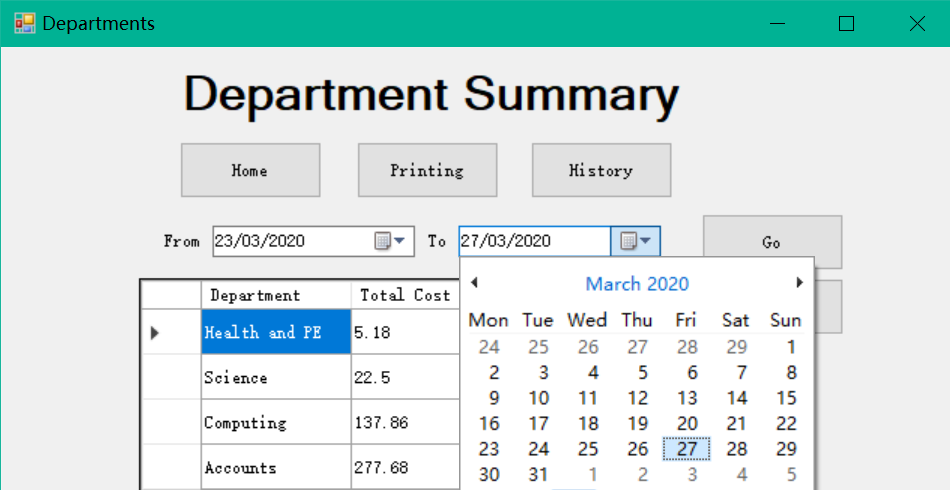 Departments
Department Summary
Home Printing History
From 23/03/2020 To 27/03/2020 Go
Department Total Cost
Health and PE 5.18
Science 22.5
Computing 137.86
Accounts 277.68
March 2020
Mon Tue Wed Thu Fri Sat Sun
24 25 26 27 28 29 1
2 3 4 5 6 7 8
9 10 11 12 13 14 15
16 17 18 19 20 21 22
23 24 25 26 27 28 29
30 31 1 2 3 4 5